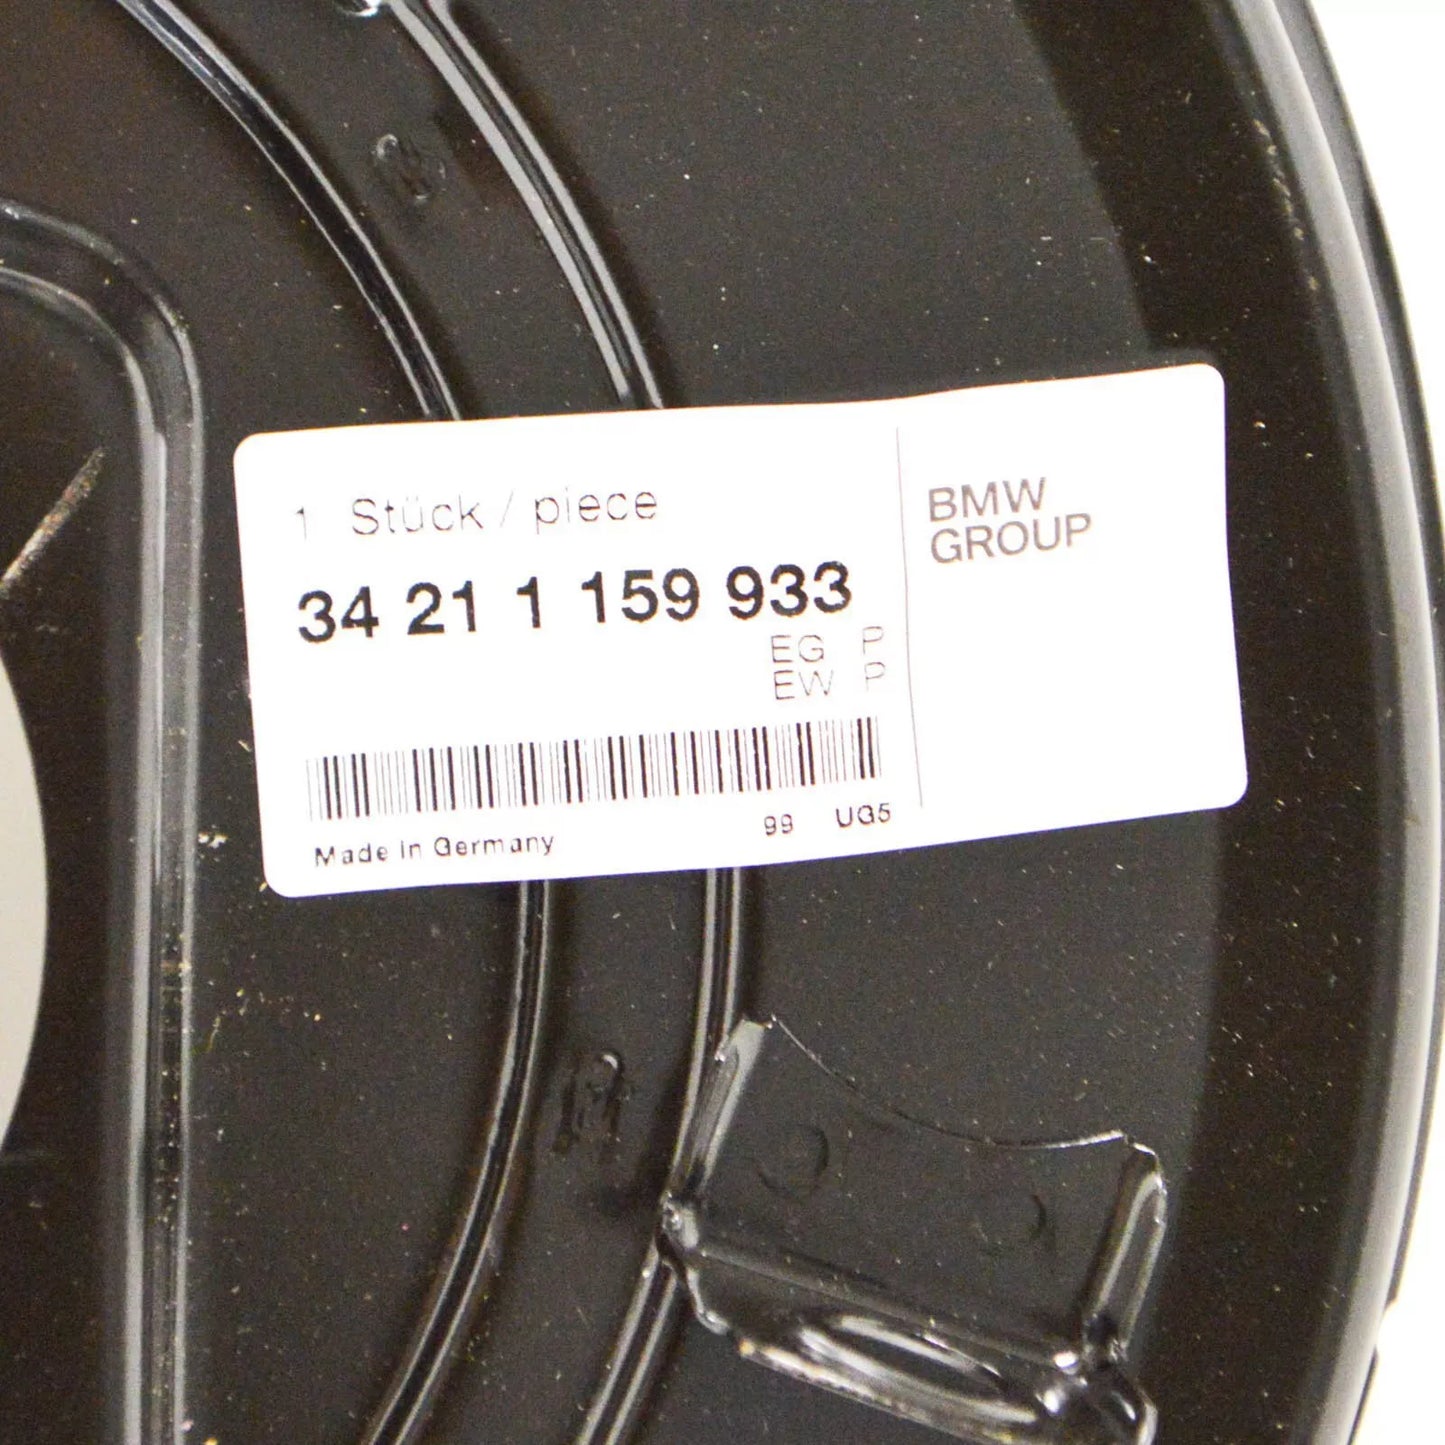 1 Stück / piece
34 21 1 159 933
EG P
EW P
Made in Germany 99 UG5
BMW
GROUP